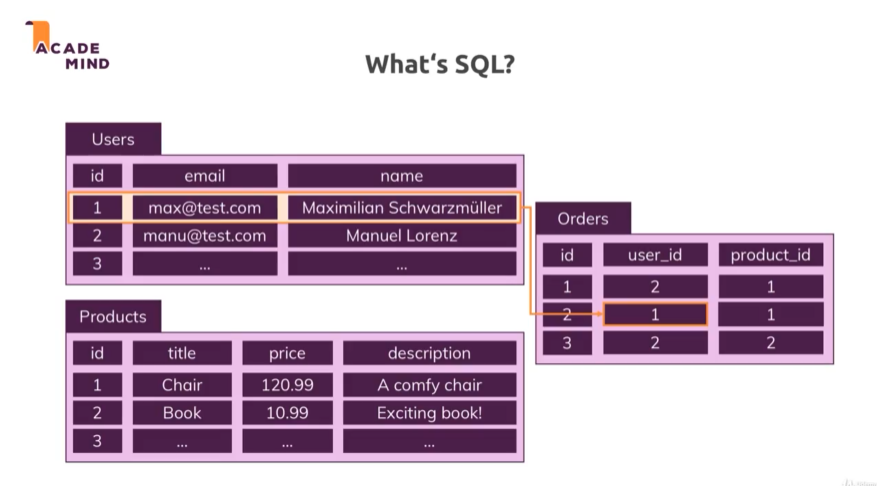 ACADE
MIND
What's SQL?
Users
id email name
1 max@test.com Maximilian Schwarzmüller
2 manu@test.com Manuel Lorenz
3 ... ...
Orders
id user_id product_id
1 2 1
2 1 1
3 2 2
Products
id title price description
1 Chair 120.99 A comfy chair
2 Book 10.99 Exciting book!
3 ... ... ...